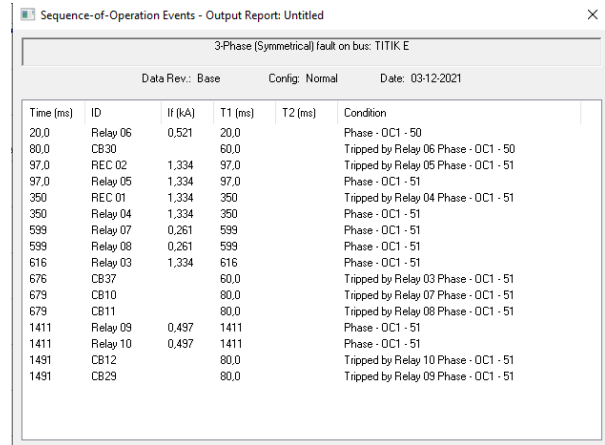 Sequence-of-Operation Events - Output Report: Untitled
3-Phase (Symmetrical) fault on bus: TITIK E
Data Rev.: Base Config: Normal Date: 03-12-2021
Time (ms) ID If (kA) T1 (ms) T2 (ms) Condition
20,0 Relay 06 0,521 20,0 Phase - OC1 - 50
80,0 CB30 60,0 Tripped by Relay 06 Phase - OC1 - 50
97,0 REC 02 1,334 97,0 Tripped by Relay 05 Phase - OC1 - 51
97,0 Relay 05 1,334 97,0 Phase - OC1 - 51
350 REC 01 1,334 350 Tripped by Relay 04 Phase - OC1 - 51
350 Relay 04 1,334 350 Phase - OC1 - 51
599 Relay 07 0,261 599 Phase - OC1 - 51
599 Relay 08 0,261 599 Phase - OC1 - 51
616 Relay 03 1,334 616 Phase - OC1 - 51
676 CB37 60,0 Tripped by Relay 03 Phase - OC1 - 51
679 CB10 80,0 Tripped by Relay 07 Phase - OC1 - 51
679 CB11 80,0 Tripped by Relay 08 Phase - OC1 - 51
1411 Relay 09 0,497 1411 Phase - OC1 - 51
1411 Relay 10 0,497 1411 Phase - OC1 - 51
1491 CB12 80,0 Tripped by Relay 10 Phase - OC1 - 51
1491 CB29 80,0 Tripped by Relay 09 Phase - OC1 - 51